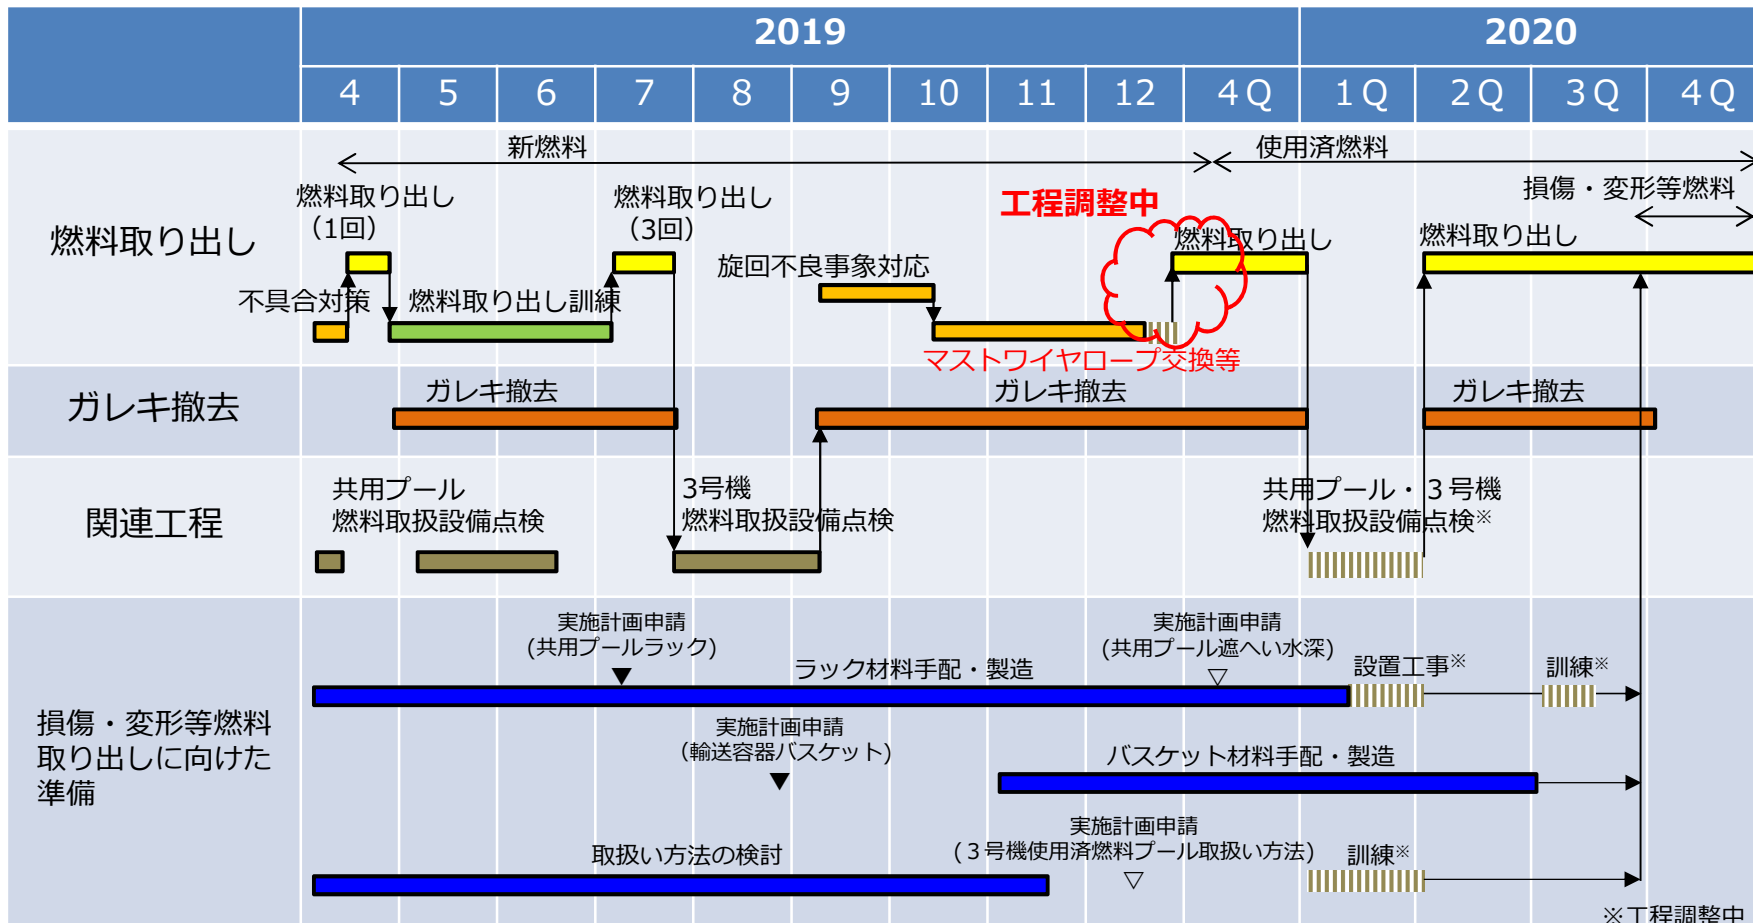 2019
2020
4
5
6
7
8
9
10
11
12
4Q
1Q
2Q
3Q
4Q
燃料取り出し
新燃料
使用済燃料
損傷・変形等燃料
燃料取り出し
(1回)
燃料取り出し
(3回)
工程調整中
燃料取り出し
燃料取り出し
旋回不良事象対応
不具合対策
燃料取り出し訓練
マストワイヤロープ交換等
ガレキ撤去
ガレキ撤去
ガレキ撤去
ガレキ撤去
関連工程
共用プール
燃料取扱設備点検
3号機
燃料取扱設備点検
共用プール・３号機
燃料取扱設備点検※
損傷・変形等燃料
取り出しに向けた
準備
実施計画申請
(共用プールラック)
▼
ラック材料手配・製造
実施計画申請
(共用プール遮へい水深)
▽
設置工事※
訓練※
実施計画申請
(輸送容器バスケット)
▼
バスケット材料手配・製造
取扱い方法の検討
実施計画申請
(３号機使用済燃料プール取扱い方法)
▽
訓練※
※工程調整中